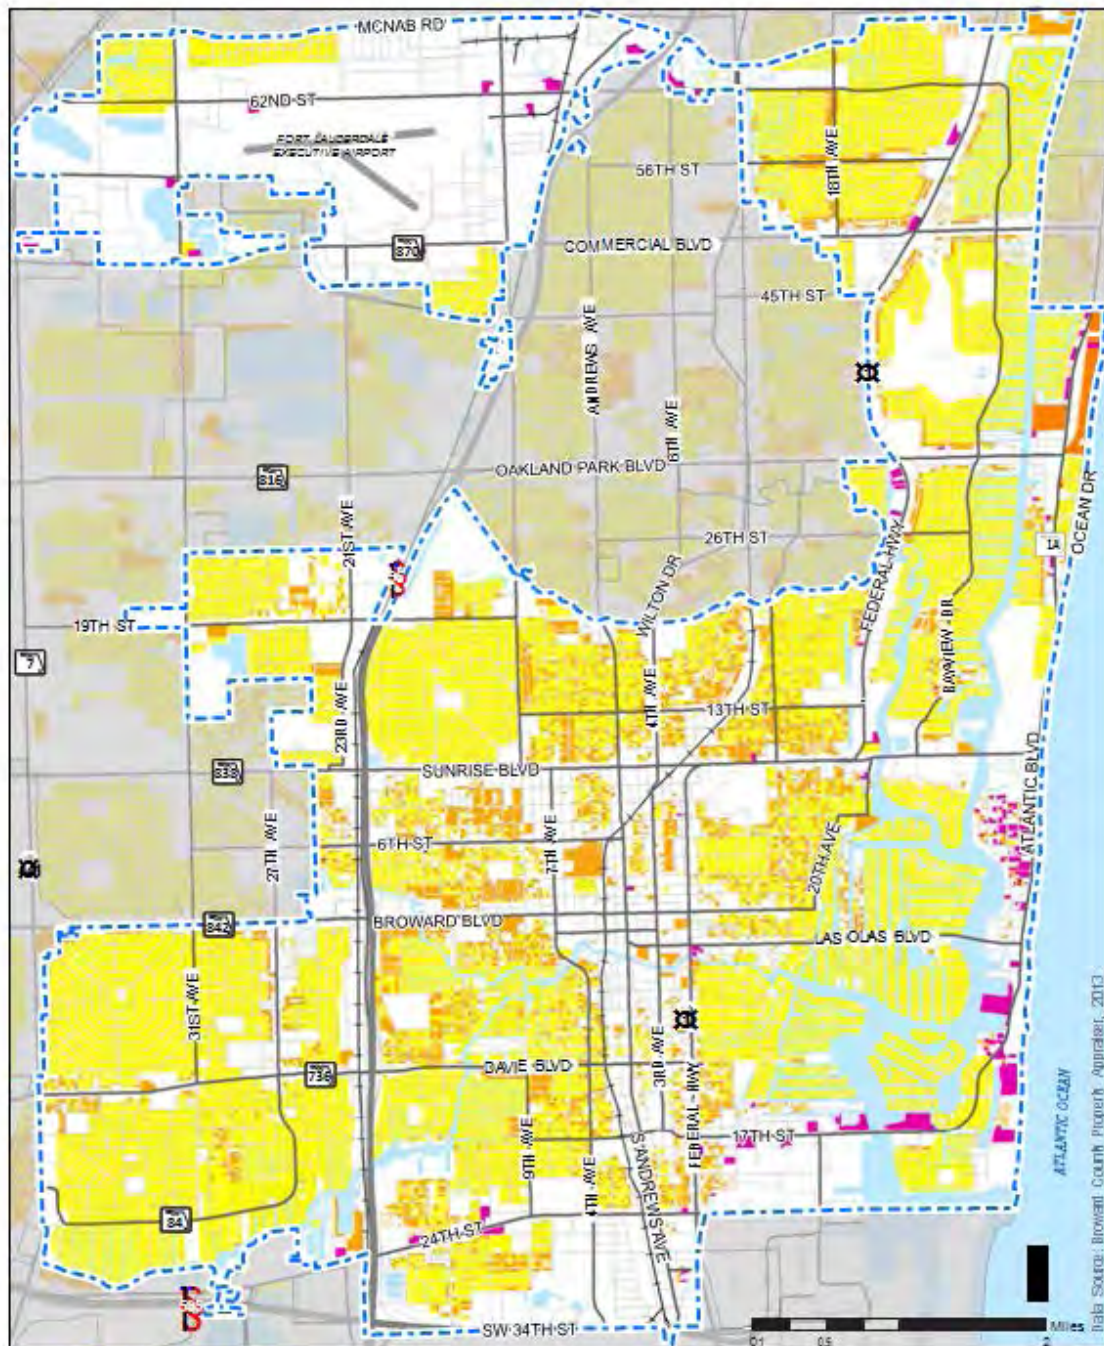 MCNAB RD
62ND ST
FORT LAUDERDALE
EXECUTIVE AIRPORT
18TH AVE
56TH ST
COMMERCIAL BLVD
870
45TH ST
ANDREWS AVE
6TH AVE
OAKLAND PARK BLVD
816
OCEAN DR
21ST AVE
26TH ST
FEDERAL HWY
1A
WILTON DR
19TH ST
BAYVIEW DR
7
4TH AVE
13TH ST
23RD AVE
SUNRISE BLVD
838
ATLANTIC BLVD
27TH AVE
6TH ST
7TH AVE
20TH AVE
842
BROWARD BLVD
LAS OLAS BLVD
31ST AVE
3RD AVE
736
DAVIE BLVD
FEDERAL HWY
17TH ST
9TH AVE
4TH AVE
S ANDREWS AVE
84
24TH ST
SW 34TH ST
ATLANTIC OCEAN
Miles
0.5
2
Data Source: Broward County Property Appraiser, 2013